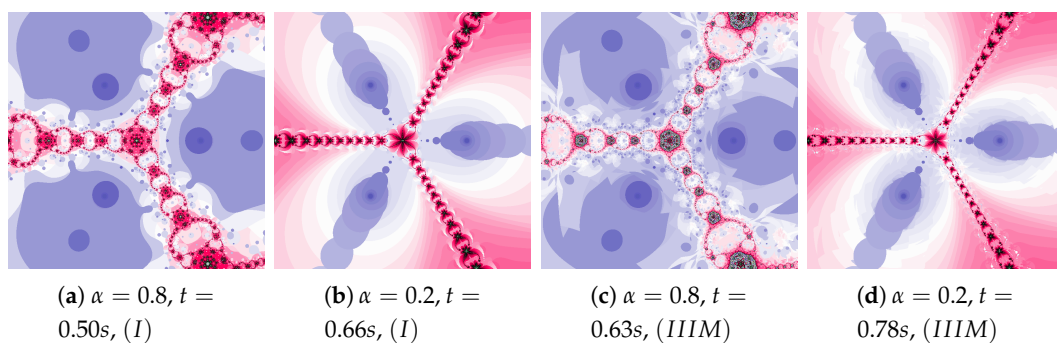 (a) α = 0.8, t =
0.50s, (I)
(b) α = 0.2, t =
0.66s, (I)
(c) α = 0.8, t =
0.63s, (IIIM)
(d) α = 0.2, t =
0.78s, (IIIM)